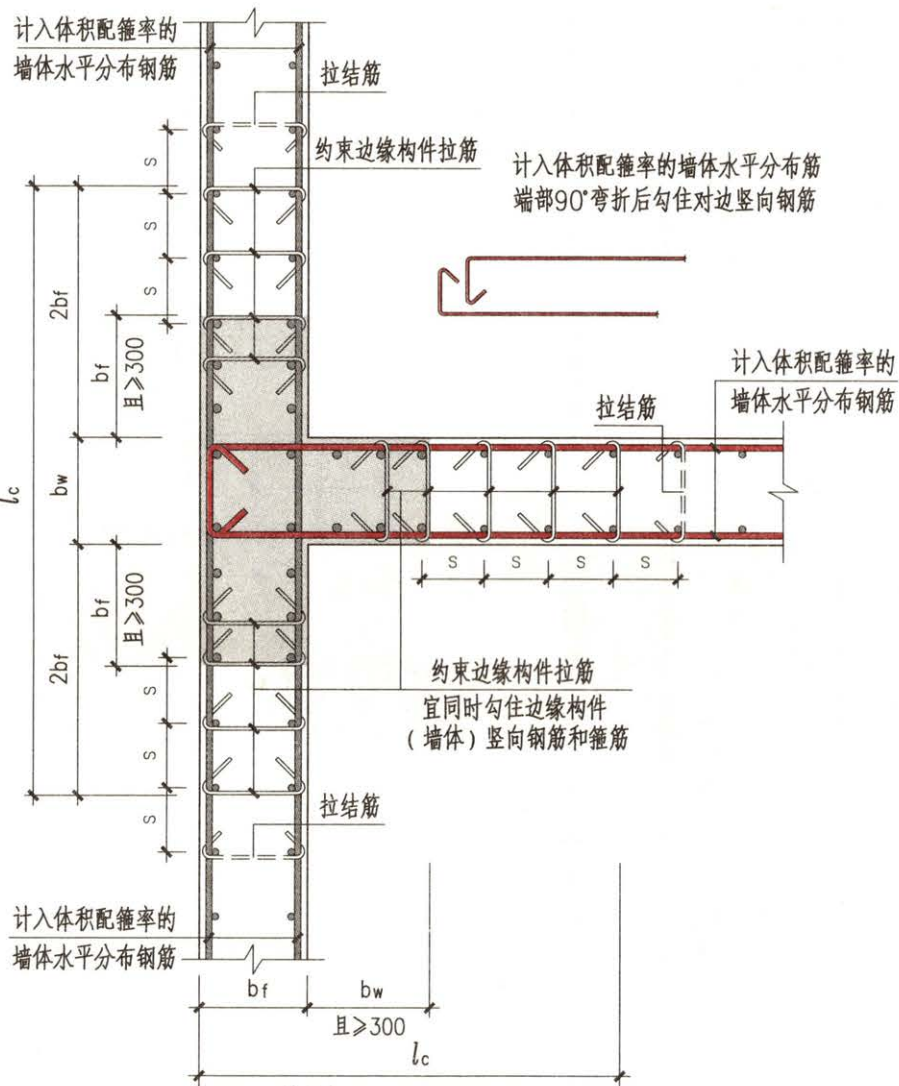 计入体积配箍率的
墙体水平分布钢筋
拉结筋
约束边缘构件拉筋
计入体积配箍率的墙体水平分布筋
端部90°弯折后勾住对边竖向钢筋
s
s
s
2bf
bf
且≥300
lc
bw
bf
且≥300
2bf
s
s
s
计入体积配箍率的
墙体水平分布钢筋
拉结筋
s
s
s
s
约束边缘构件拉筋
宜同时勾住边缘构件
(墙体)竖向钢筋和箍筋
拉结筋
计入体积配箍率的
墙体水平分布钢筋
bf
bw
且≥300
lc